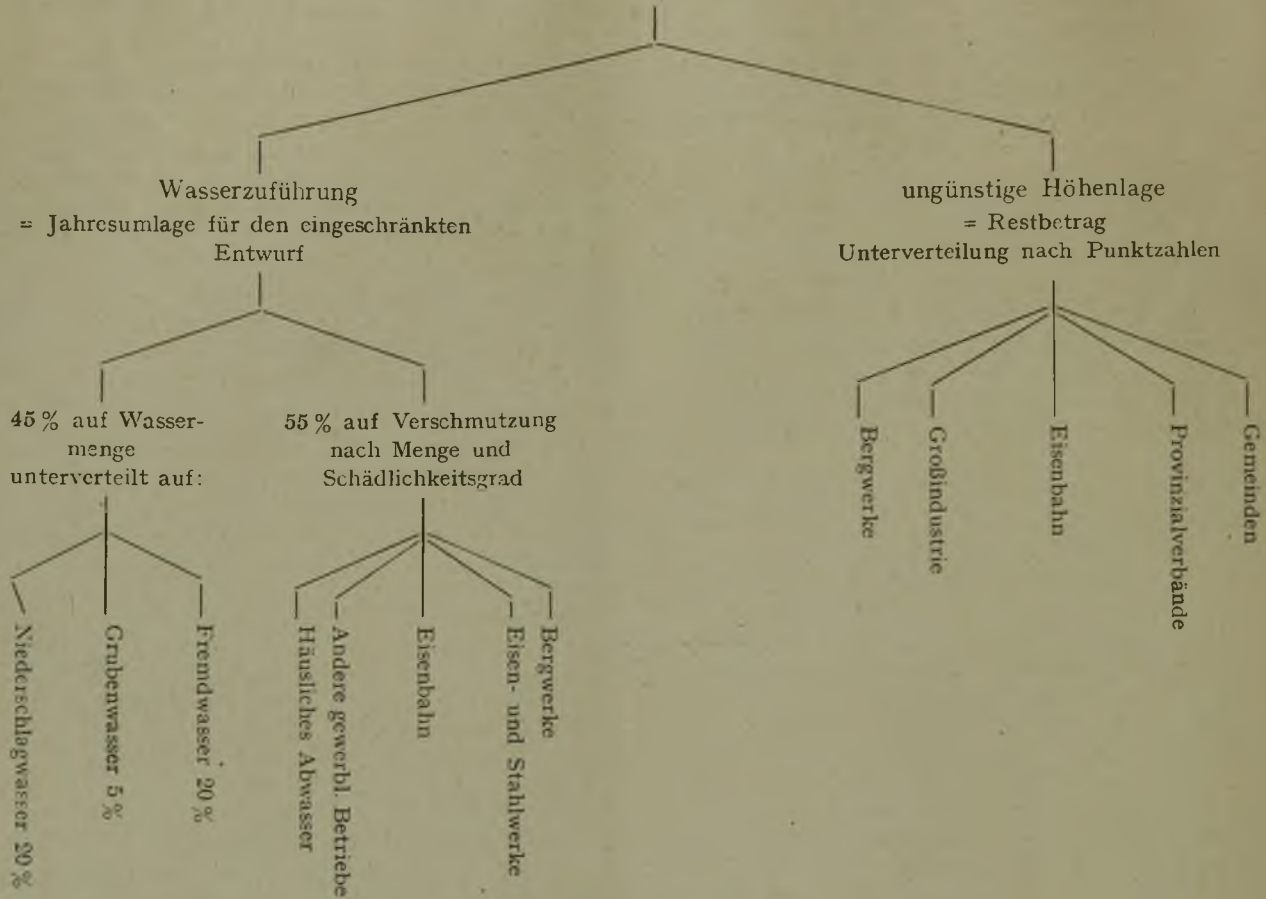 Wasserzuführung
= Jahresumlage für den eingeschränkten
Entwurf
ungünstige Höhenlage
= Restbetrag
Unterverteilung nach Punktzahlen
45 % auf Wasser-
menge
unterverteilt auf:
55 % auf Verschmutzung
nach Menge und
Schädlichkeitsgrad
Niederschlagwasser 20 %
Grubenwasser 5 %
Fremdwasser 20 %
Häusliches Abwasser
Andere gewerbl. Betriebe
Eisenbahn
Eisen- und Stahlwerke
Bergwerke
Bergwerke
Großindustrie
Eisenbahn
Provinzialverbände
Gemeinden